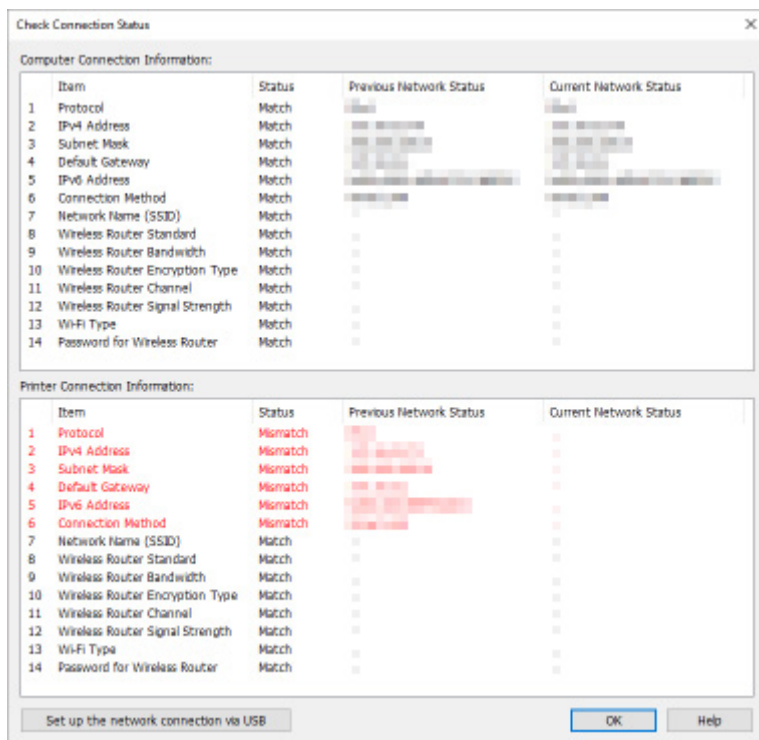 Check Connection Status
Computer Connection Information:
Item Status Previous Network Status Current Network Status
1 Protocol Match
2 IPv4 Address Match
3 Subnet Mask Match
4 Default Gateway Match
5 IPv6 Address Match
6 Connection Method Match
7 Network Name (SSID) Match
8 Wireless Router Standard Match
9 Wireless Router Bandwidth Match
10 Wireless Router Encryption Type Match
11 Wireless Router Channel Match
12 Wireless Router Signal Strength Match
13 Wi-Fi Type Match
14 Password for Wireless Router Match
Printer Connection Information:
Item Status Previous Network Status Current Network Status
1 Protocol Mismatch
2 IPv4 Address Mismatch
3 Subnet Mask Mismatch
4 Default Gateway Mismatch
5 IPv6 Address Mismatch
6 Connection Method Mismatch
7 Network Name (SSID) Match
8 Wireless Router Standard Match
9 Wireless Router Bandwidth Match
10 Wireless Router Encryption Type Match
11 Wireless Router Channel Match
12 Wireless Router Signal Strength Match
13 Wi-Fi Type Match
14 Password for Wireless Router Match
Set up the network connection via USB OK Help